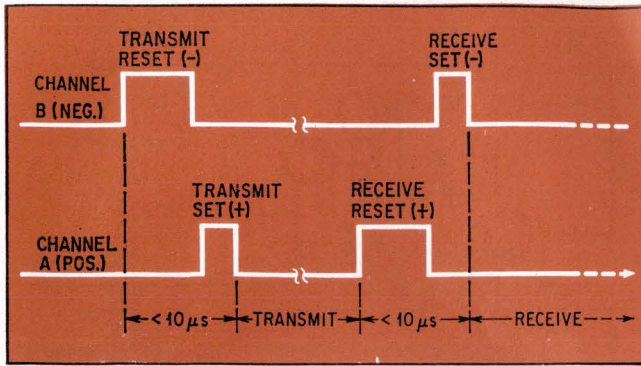 TRANSMIT
RESET (-)
RECEIVE
SET (-)
CHANNEL
B (NEG.)
TRANSMIT
SET (+)
RECEIVE
RESET (+)
CHANNEL
A (POS.)
< 10 μs
TRANSMIT
< 10 μs
RECEIVE